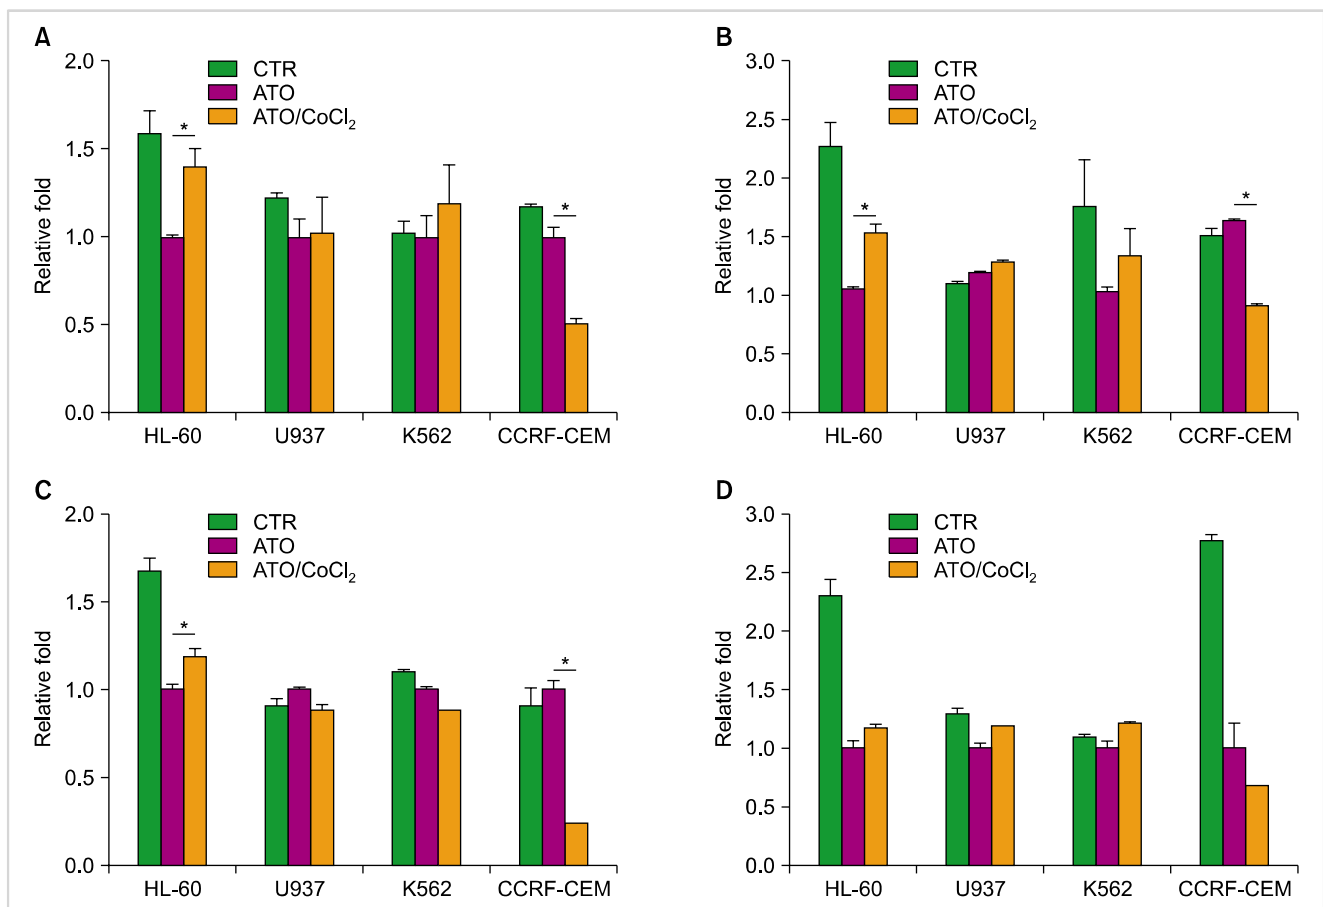 A
2.0
1.5
1.0
0.5
0.0
Relative fold
CTR
ATO
ATO/CoCl₂
*
*
HL-60 U937 K562 CCRF-CEM
B
3.0
2.5
2.0
1.5
1.0
0.5
0.0
Relative fold
CTR
ATO
ATO/CoCl₂
*
*
HL-60 U937 K562 CCRF-CEM
C
2.0
1.5
1.0
0.5
0.0
Relative fold
CTR
ATO
ATO/CoCl₂
*
*
HL-60 U937 K562 CCRF-CEM
D
3.0
2.5
2.0
1.5
1.0
0.5
0.0
Relative fold
CTR
ATO
ATO/CoCl₂
HL-60 U937 K562 CCRF-CEM